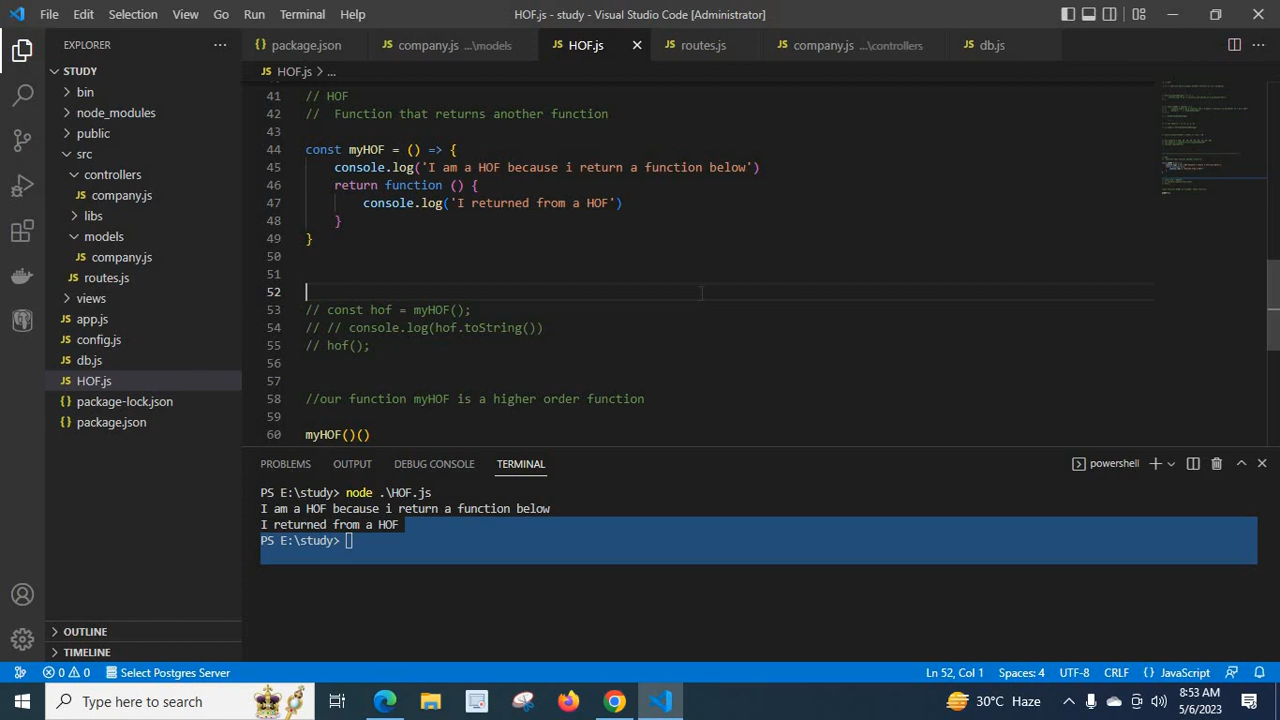 File Edit Selection View Go Run Terminal Help HOF.js - study - Visual Studio Code [Administrator]
EXPLORER
package.json company.js ...\models HOF.js routes.js company.js ...\controllers db.js
STUDY
HOF.js > ...
bin
node_modules
public
src
controllers
company.js
libs
models
company.js
routes.js
views
app.js
config.js
db.js
HOF.js
package-lock.json
package.json
OUTLINE
TIMELINE
41 // HOF
42 //  Function that returns another function
43
44 const myHOF = () => {
45     console.log('I am a HOF because i return a function below')
46     return function () {
47         console.log('I returned from a HOF')
48     }
49 }
50
51
52
53 // const hof = myHOF();
54 // // console.log(hof.toString())
55 // hof();
56
57
58 //our function myHOF is a higher order function
59
60 myHOF()()
PROBLEMS OUTPUT DEBUG CONSOLE TERMINAL powershell
PS E:\study> node .\HOF.js
I am a HOF because i return a function below
I returned from a HOF
PS E:\study>
0 0 Select Postgres Server Ln 52, Col 1 Spaces: 4 UTF-8 CRLF {} JavaScript
Type here to search 30°C Haze 8:53 AM
5/6/2023